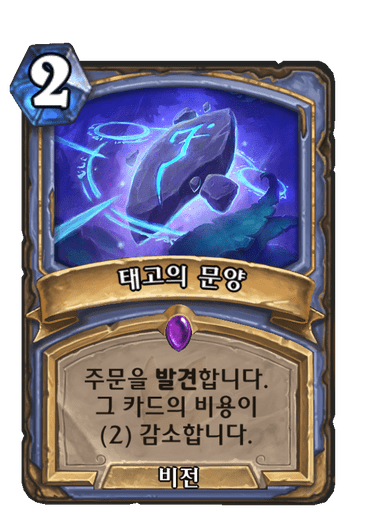 2
태고의 문양
주문을 발견합니다.
그 카드의 비용이
(2) 감소합니다.
비전